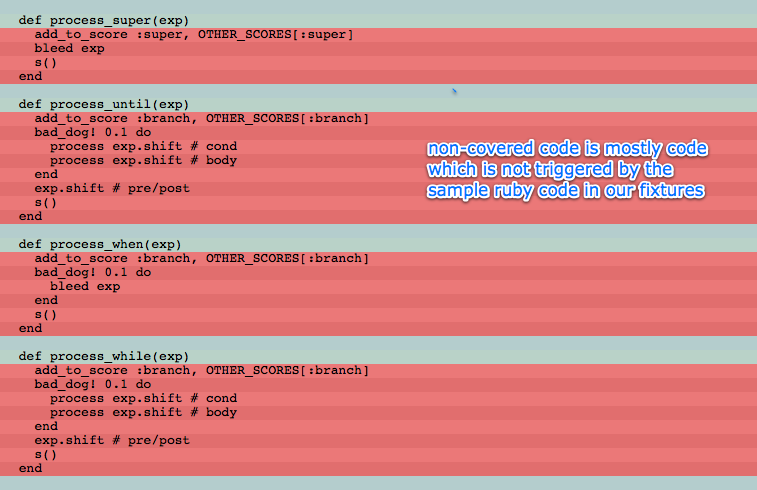 def process_super(exp)
  add_to_score :super, OTHER_SCORES[:super]
  bleed exp
  s()
end
def process_until(exp)
  add_to_score :branch, OTHER_SCORES[:branch]
  bad_dog! 0.1 do
    process exp.shift # cond
    process exp.shift # body
  end
  exp.shift # pre/post
  s()
end
non-covered code is mostly code
which is not triggered by the
sample ruby code in our fixtures
def process_when(exp)
  add_to_score :branch, OTHER_SCORES[:branch]
  bad_dog! 0.1 do
    bleed exp
  end
  s()
end
def process_while(exp)
  add_to_score :branch, OTHER_SCORES[:branch]
  bad_dog! 0.1 do
    process exp.shift # cond
    process exp.shift # body
  end
  exp.shift # pre/post
  s()
end